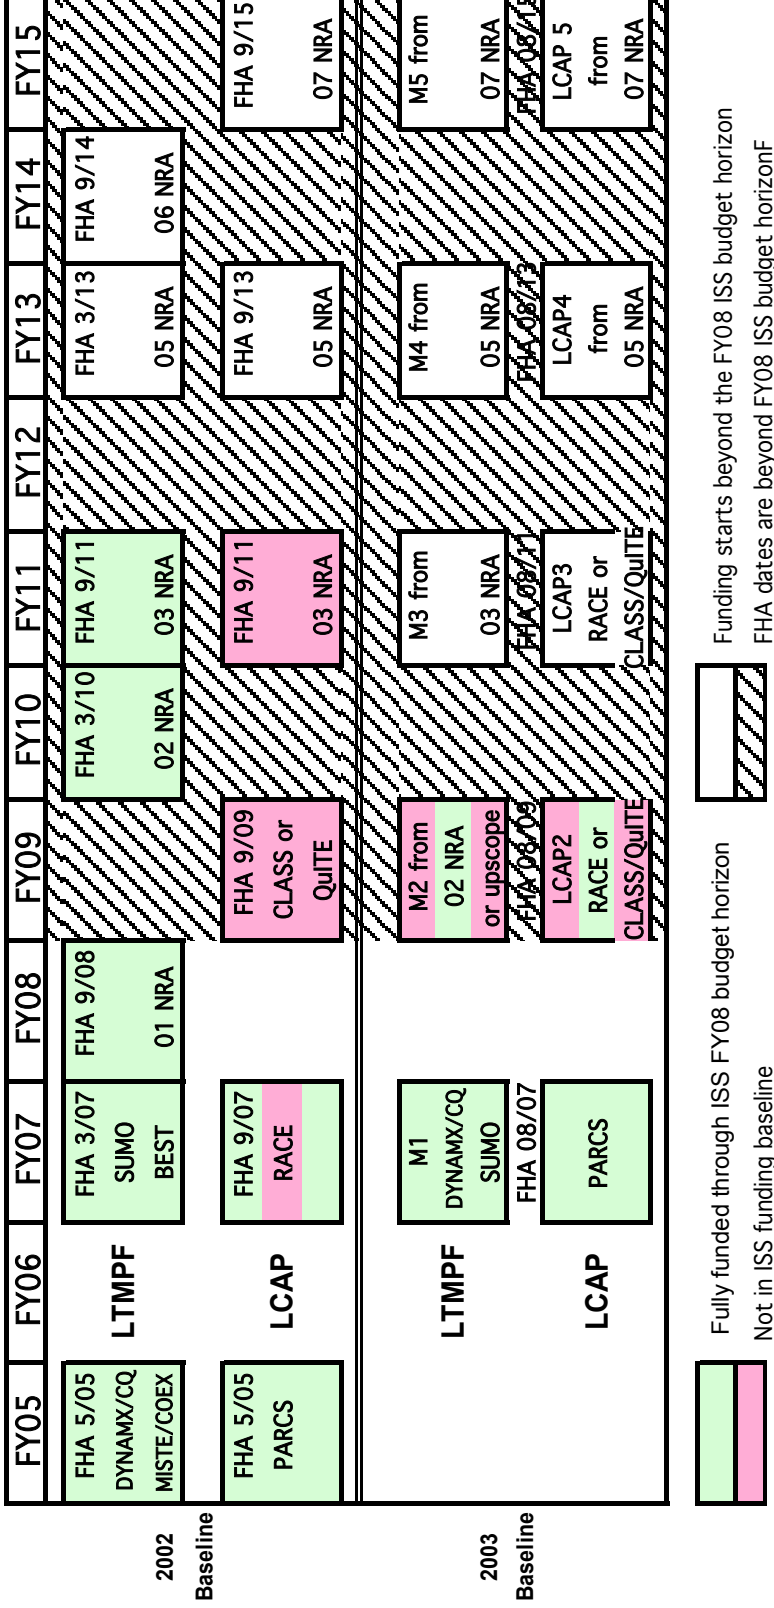 FY05 FY06 FY07 FY08 FY09 FY10 FY11 FY12 FY13 FY14 FY15
2002
Baseline
FHA 5/05
DYNAMX/CQ
MISTE/COEX
LTMPF
FHA 3/07
SUMO
BEST
FHA 9/08
01 NRA
FHA 3/10
02 NRA
FHA 9/11
03 NRA
FHA 3/13
05 NRA
FHA 9/14
06 NRA
FHA 5/05
PARCS
LCAP
FHA 9/07
RACE
FHA 9/09
CLASS or
QuITE
FHA 9/11
03 NRA
FHA 9/13
05 NRA
FHA 9/15
07 NRA
2003
Baseline
LTMPF
M1
DYNAMX/CQ
SUMO
M2 from
02 NRA
or upscope
M3 from
03 NRA
M4 from
05 NRA
M5 from
07 NRA
FHA 08/07
FHA 08/09
FHA 08/11
FHA 08/13
FHA 08/15
LCAP
PARCS
LCAP2
RACE or
CLASS/QuITE
LCAP3
RACE or
CLASS/QuITE
LCAP4
from
05 NRA
LCAP 5
from
07 NRA
Fully funded through ISS FY08 budget horizon
Not in ISS funding baseline
Funding starts beyond the FY08 ISS budget horizon
FHA dates are beyond FY08 ISS budget horizonF